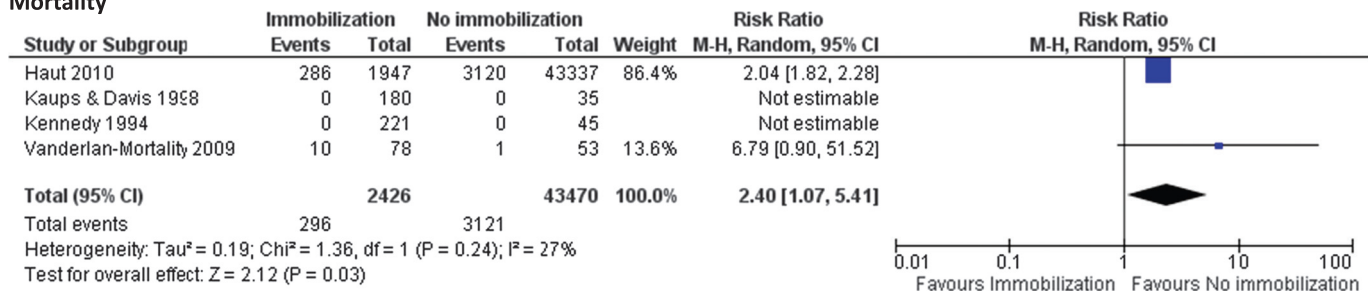 Mortality
Immobilization No immobilization Risk Ratio Risk Ratio
Study or Subgroup Events Total Events Total Weight M-H, Random, 95% CI M-H, Random, 95% CI
Haut 2010 286 1947 3120 43337 86.4% 2.04 [1.82, 2.28]
Kaups & Davis 1998 0 180 0 35 Not estimable
Kennedy 1994 0 221 0 45 Not estimable
Vanderlan-Mortality 2009 10 78 1 53 13.6% 6.79 [0.90, 51.52]
Total (95% CI) 2426 43470 100.0% 2.40 [1.07, 5.41]
Total events 296 3121
Heterogeneity: Tau² = 0.19; Chi² = 1.36, df = 1 (P = 0.24); I² = 27%
Test for overall effect: Z = 2.12 (P = 0.03)
0.01 0.1 1 10 100
Favours Immobilization Favours No immobilization